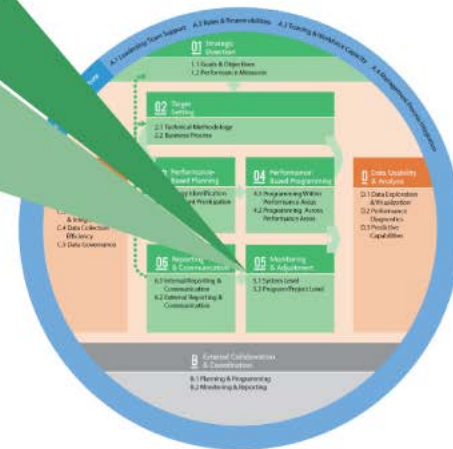 A.1 Leadership Team Support
A.2 Roles & Responsibilities
A.3 Training & Workforce Capacity
A.4 Management Process Integration
01 Strategic
Direction
1.1 Goals & Objectives
1.2 Performance Measures
02 Target
Setting
2.1 Technical Methodology
2.2 Business Process
Performance-
Based Planning
04 Performance-
Based Programming
4.1 Programming Within
Performance Areas
4.2 Programming Across
Performance Areas
D Data Usability
& Analysis
D.1 Data Exploration
& Visualization
D.2 Performance
Diagnostics
D.3 Predictive
Capabilities
& Integration
C.4 Data Collection
Efficiency
C.5 Data Governance
06 Reporting
& Communication
6.1 Internal Reporting &
Communication
6.2 External Reporting &
Communication
05 Monitoring
& Adjustment
5.1 System Level
5.2 Program/Project Level
B External Collaboration
& Coordination
B.1 Planning & Programming
B.2 Monitoring & Reporting